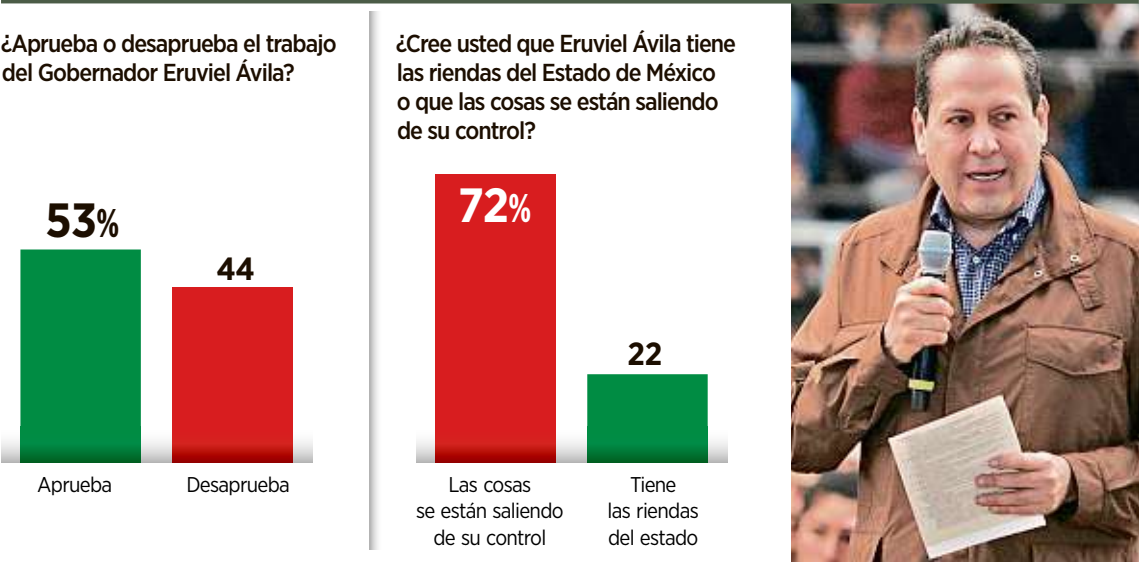 ¿Aprueba o desaprueba el trabajo
del Gobernador Eruviel Ávila?
53%
44
Aprueba
Desaprueba
¿Cree usted que Eruviel Ávila tiene
las riendas del Estado de México
o que las cosas se están saliendo
de su control?
72%
22
Las cosas
se están saliendo
de su control
Tiene
las riendas
del estado